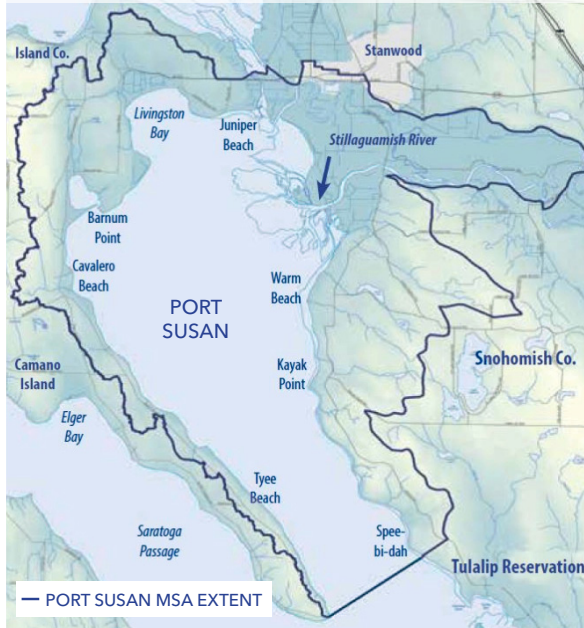 Island Co.
Stanwood
Livingston
Bay
Juniper
Beach
Stillaguamish River
Barnum
Point
Cavalero
Beach
Warm
Beach
PORT
SUSAN
Snohomish Co.
Camano
Island
Kayak
Point
Elger
Bay
Tyee
Beach
Saratoga
Passage
Spee-
bi-dah
Tulalip Reservation
PORT SUSAN MSA EXTENT